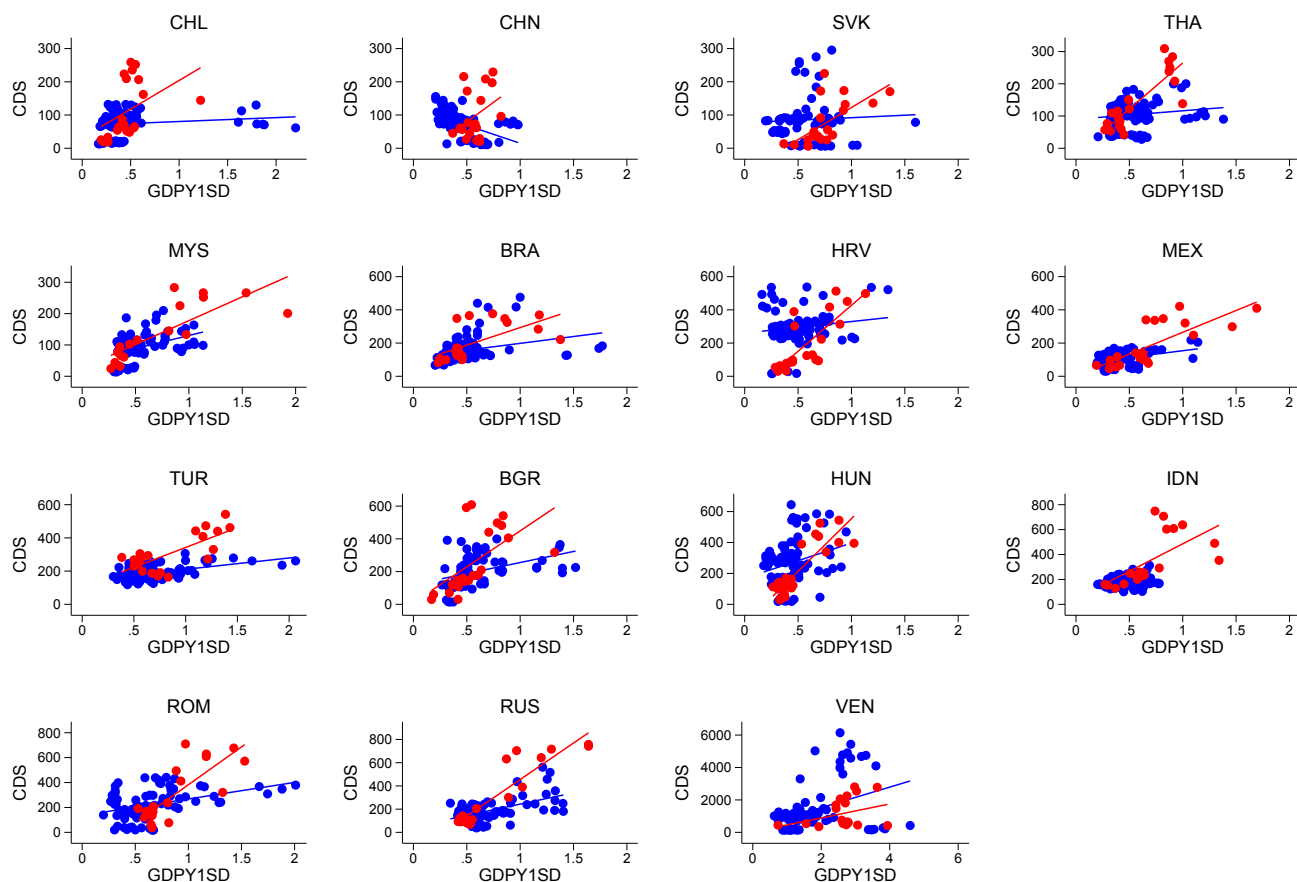 CHL
CHN
SVK
THA
300
200
100
0
CDS
0 .5 1 1.5 2
GDPY1SD
300
200
100
0
CDS
0 .5 1 1.5 2
GDPY1SD
300
200
100
0
CDS
0 .5 1 1.5 2
GDPY1SD
300
200
100
0
CDS
0 .5 1 1.5 2
GDPY1SD
MYS
BRA
HRV
MEX
300
200
100
0
CDS
0 .5 1 1.5 2
GDPY1SD
600
400
200
0
CDS
0 .5 1 1.5 2
GDPY1SD
600
400
200
0
CDS
0 .5 1 1.5 2
GDPY1SD
600
400
200
0
CDS
0 .5 1 1.5 2
GDPY1SD
TUR
BGR
HUN
IDN
600
400
200
0
CDS
0 .5 1 1.5 2
GDPY1SD
600
400
200
0
CDS
0 .5 1 1.5 2
GDPY1SD
600
400
200
0
CDS
0 .5 1 1.5 2
GDPY1SD
800
600
400
200
0
CDS
0 .5 1 1.5 2
GDPY1SD
ROM
RUS
VEN
800
600
400
200
0
CDS
0 .5 1 1.5 2
GDPY1SD
800
600
400
200
0
CDS
0 .5 1 1.5 2
GDPY1SD
6000
4000
2000
0
CDS
0 2 4 6
GDPY1SD